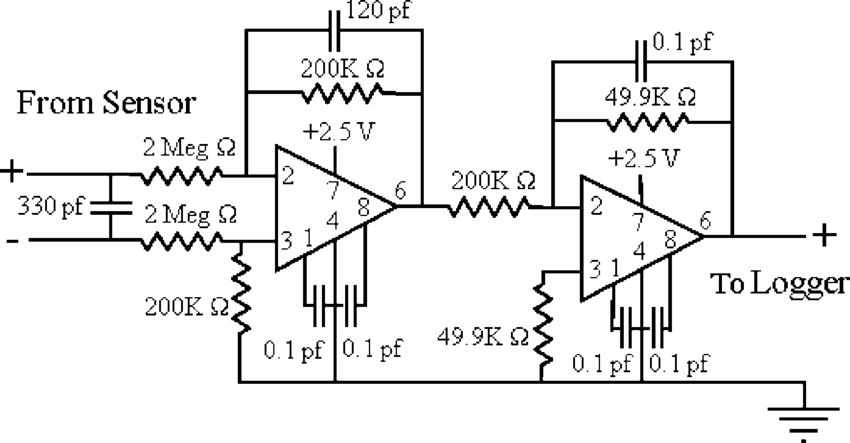 120 pf
0.1 pf
200K Ω
49.9K Ω
From Sensor
+2.5 V
2 Meg Ω
+2.5 V
+
2
7
6
200K Ω
330 pf
2 Meg Ω
8
2
7
6
-
3
1
4
8
+
3
1
4
To Logger
200K Ω
49.9K Ω
0.1 pf
0.1 pf
0.1 pf
0.1 pf